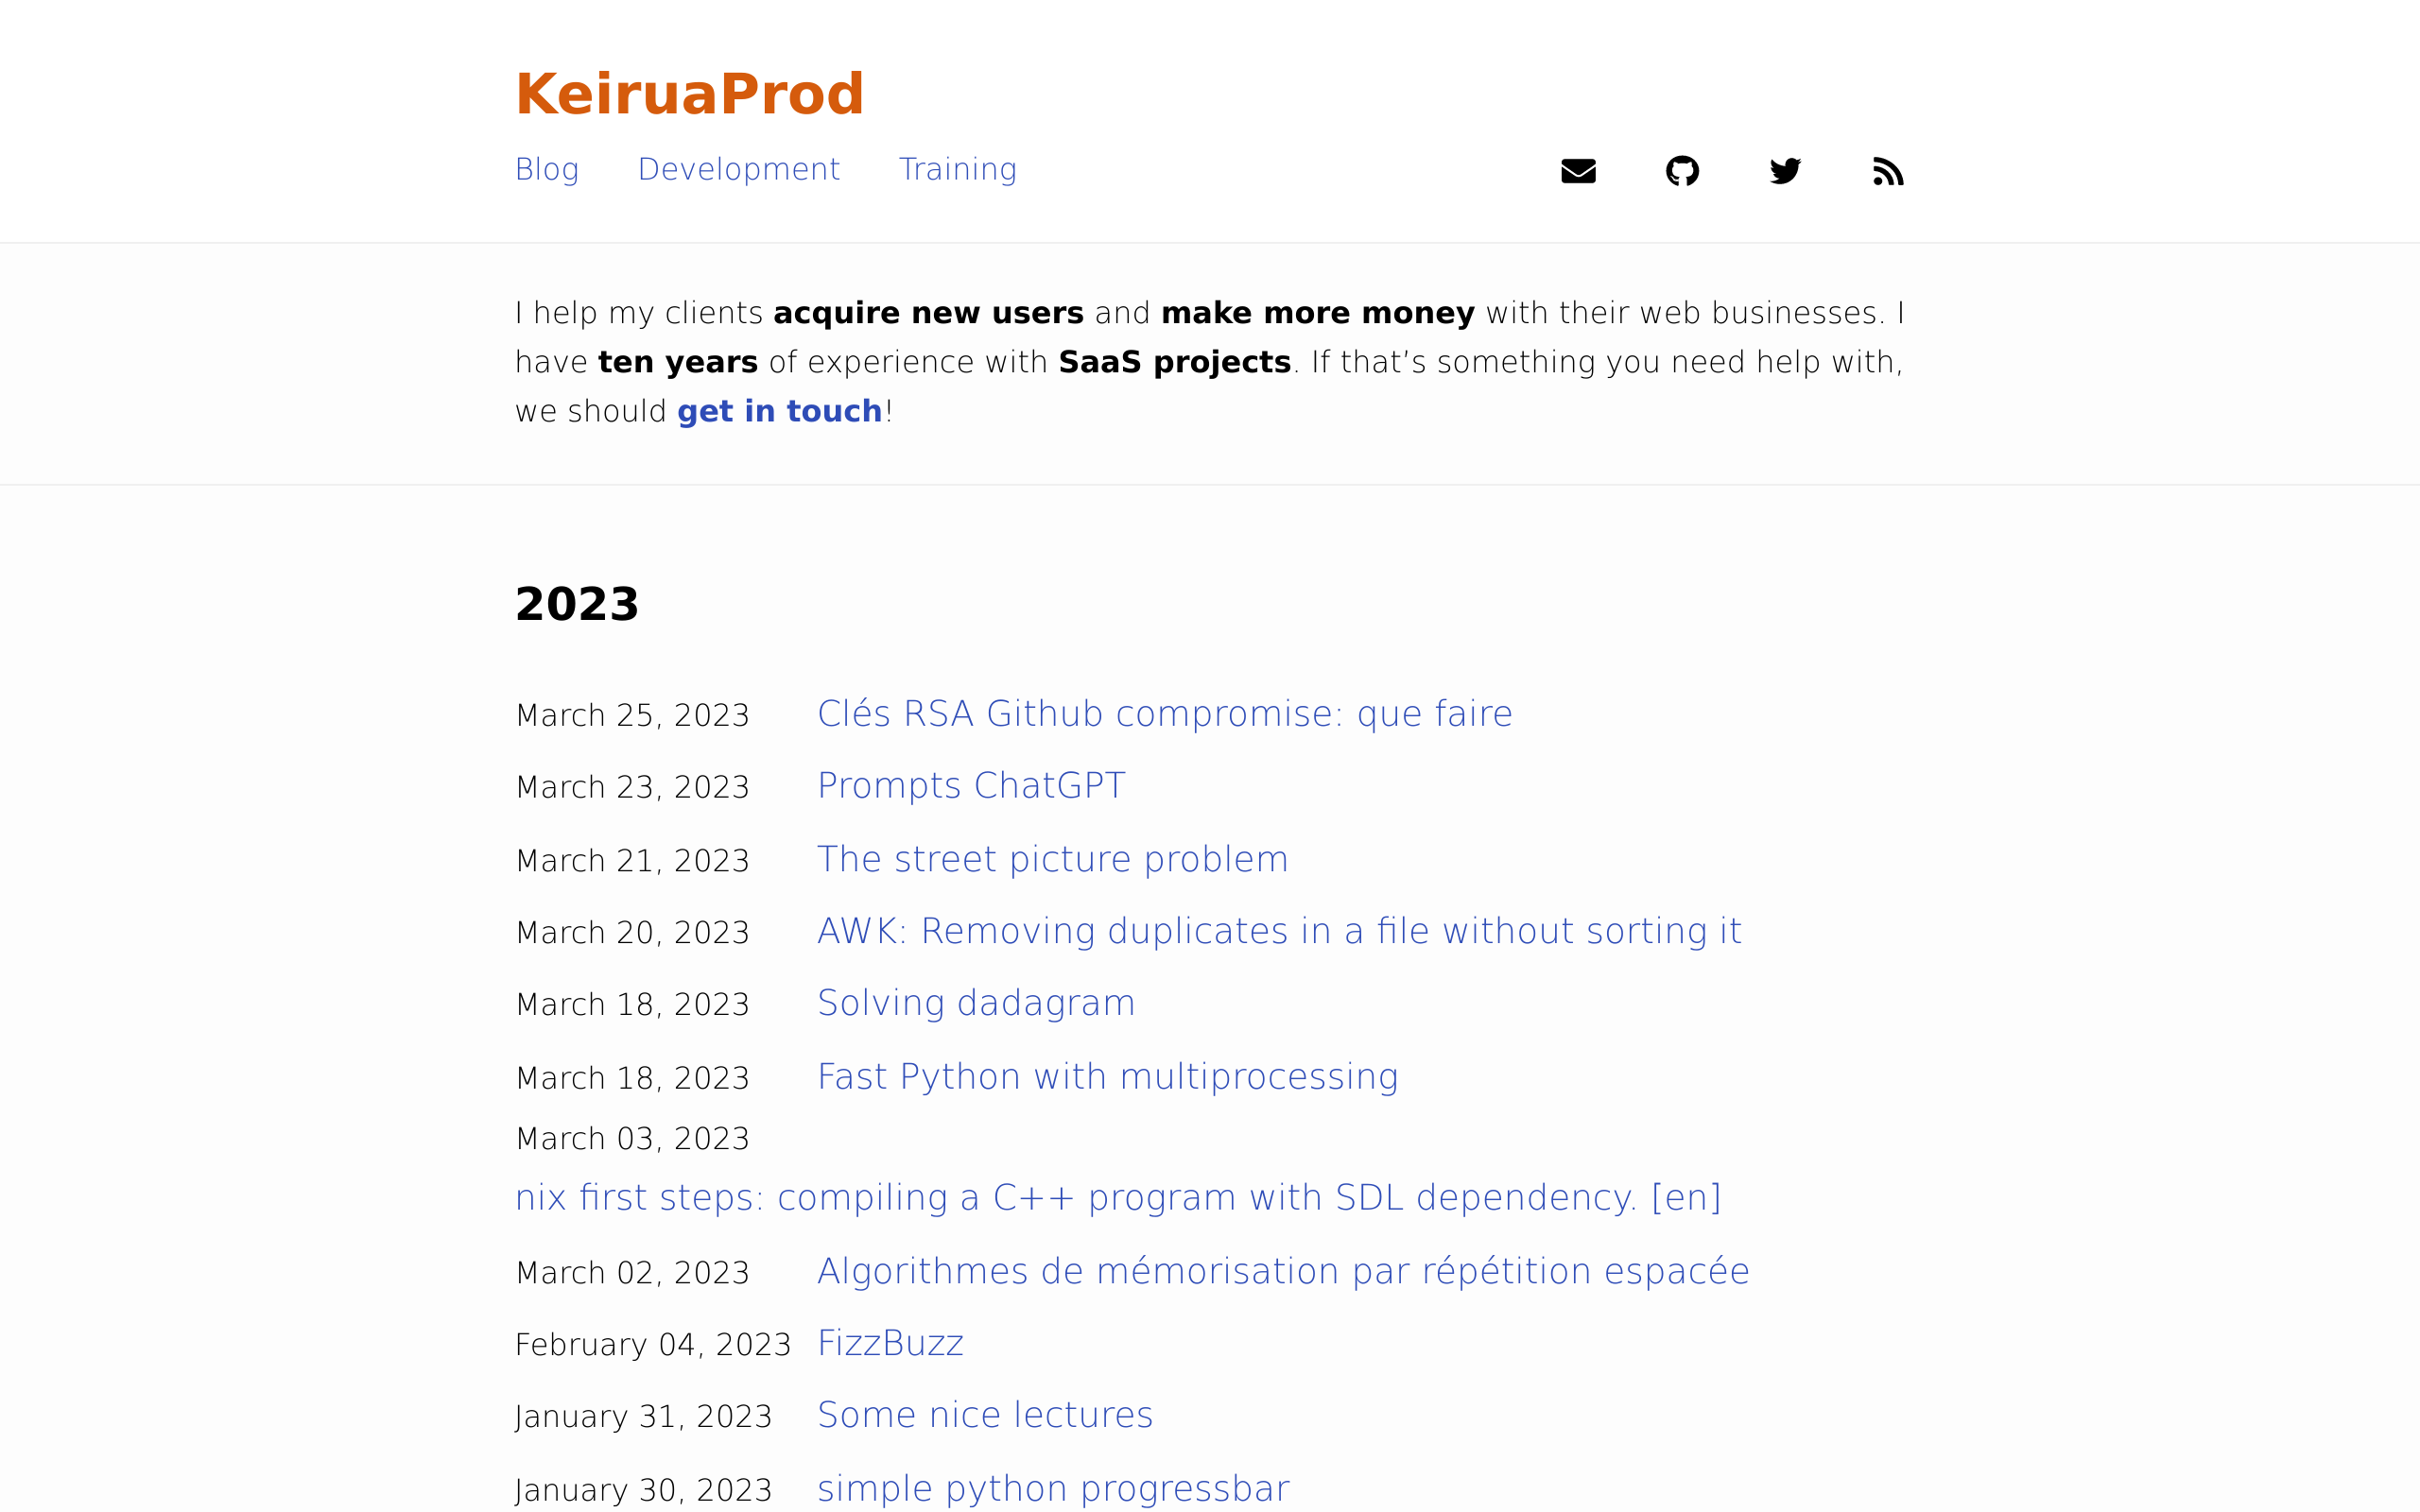 KeiruaProd
Blog Development Training
I help my clients acquire new users and make more money with their web businesses. I
have ten years of experience with SaaS projects. If that’s something you need help with,
we should get in touch!
2023
March 25, 2023 Clés RSA Github compromise: que faire
March 23, 2023 Prompts ChatGPT
March 21, 2023 The street picture problem
March 20, 2023 AWK: Removing duplicates in a file without sorting it
March 18, 2023 Solving dadagram
March 18, 2023 Fast Python with multiprocessing
March 03, 2023
nix first steps: compiling a C++ program with SDL dependency. [en]
March 02, 2023 Algorithmes de mémorisation par répétition espacée
February 04, 2023 FizzBuzz
January 31, 2023 Some nice lectures
January 30, 2023 simple python progressbar